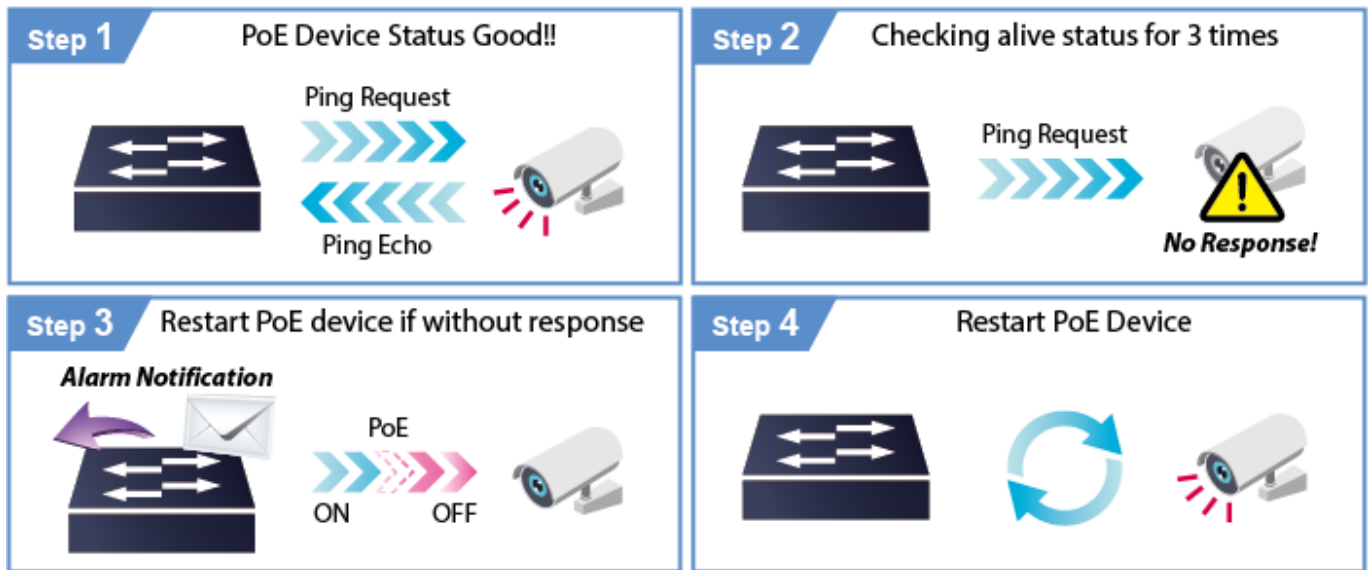 Step 1
PoE Device Status Good!!
Ping Request
Ping Echo
Step 2
Checking alive status for 3 times
Ping Request
No Response!
Step 3
Restart PoE device if without response
Alarm Notification
PoE
ON
OFF
Step 4
Restart PoE Device